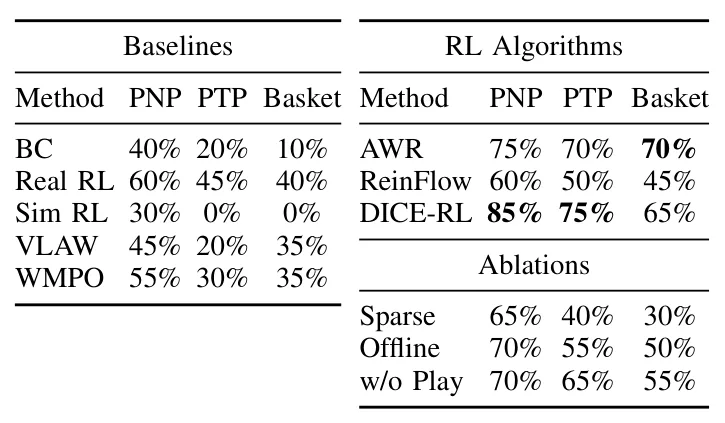 Baselines
Method PNP PTP Basket
BC 40% 20% 10%
Real RL 60% 45% 40%
Sim RL 30% 0% 0%
VLAW 45% 20% 35%
WMPO 55% 30% 35%
RL Algorithms
Method PNP PTP Basket
AWR 75% 70% 70%
ReinFlow 60% 50% 45%
DICE-RL 85% 75% 65%
Ablations
Sparse 65% 40% 30%
Offline 70% 55% 50%
w/o Play 70% 65% 55%